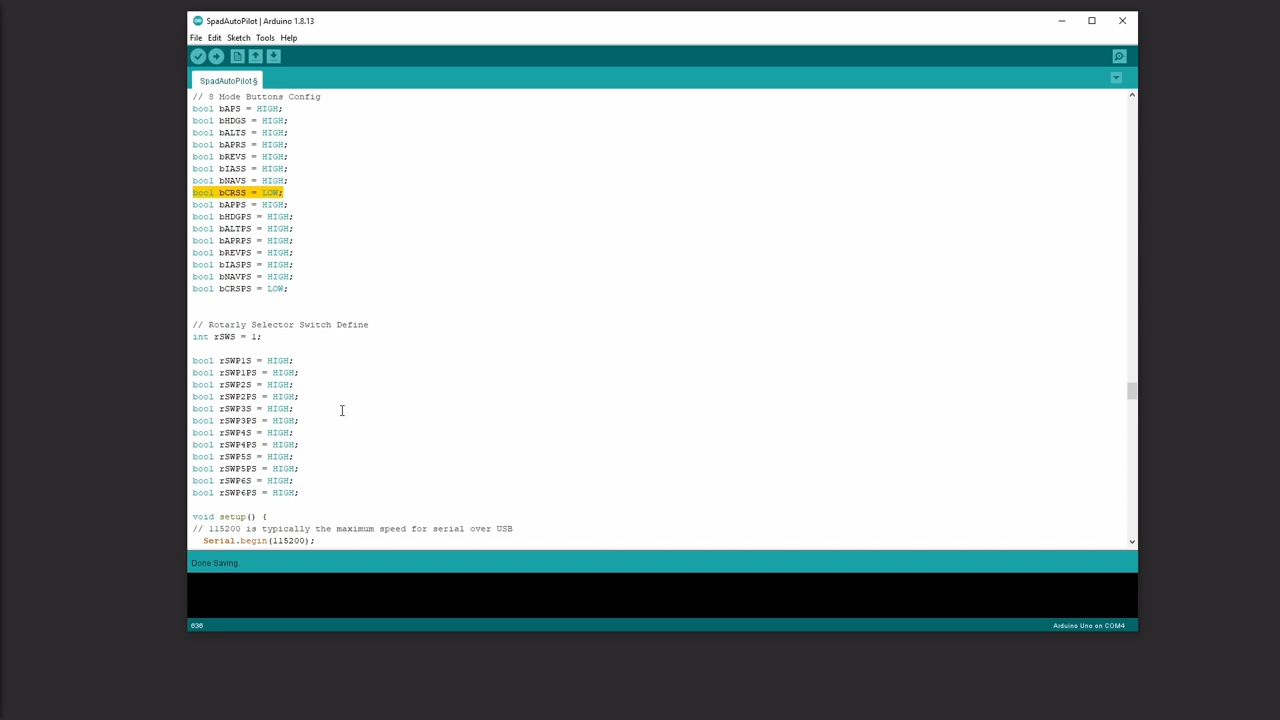 SpadAutoPilot | Arduino 1.8.13
File Edit Sketch Tools Help
SpadAutoPilot §
// 8 Mode Buttons Config
bool bAPS = HIGH;
bool bHDGS = HIGH;
bool bALTS = HIGH;
bool bAPRS = HIGH;
bool bREVS = HIGH;
bool bIASS = HIGH;
bool bNAVS = HIGH;
bool bCRSS = LOW;
bool bAPPS = HIGH;
bool bHDGPS = HIGH;
bool bALTPS = HIGH;
bool bAPRPS = HIGH;
bool bREVPS = HIGH;
bool bIASPS = HIGH;
bool bNAVPS = HIGH;
bool bCRSPS = LOW;
// Rotarly Selector Switch Define
int rSWS = 1;
bool rSWP1S = HIGH;
bool rSWP1PS = HIGH;
bool rSWP2S = HIGH;
bool rSWP2PS = HIGH;
bool rSWP3S = HIGH;
bool rSWP3PS = HIGH;
bool rSWP4S = HIGH;
bool rSWP4PS = HIGH;
bool rSWP5S = HIGH;
bool rSWP5PS = HIGH;
bool rSWP6S = HIGH;
bool rSWP6PS = HIGH;
void setup() {
// 115200 is typically the maximum speed for serial over USB
Serial.begin(115200);
Done Saving.
636
Arduino Uno on COM4